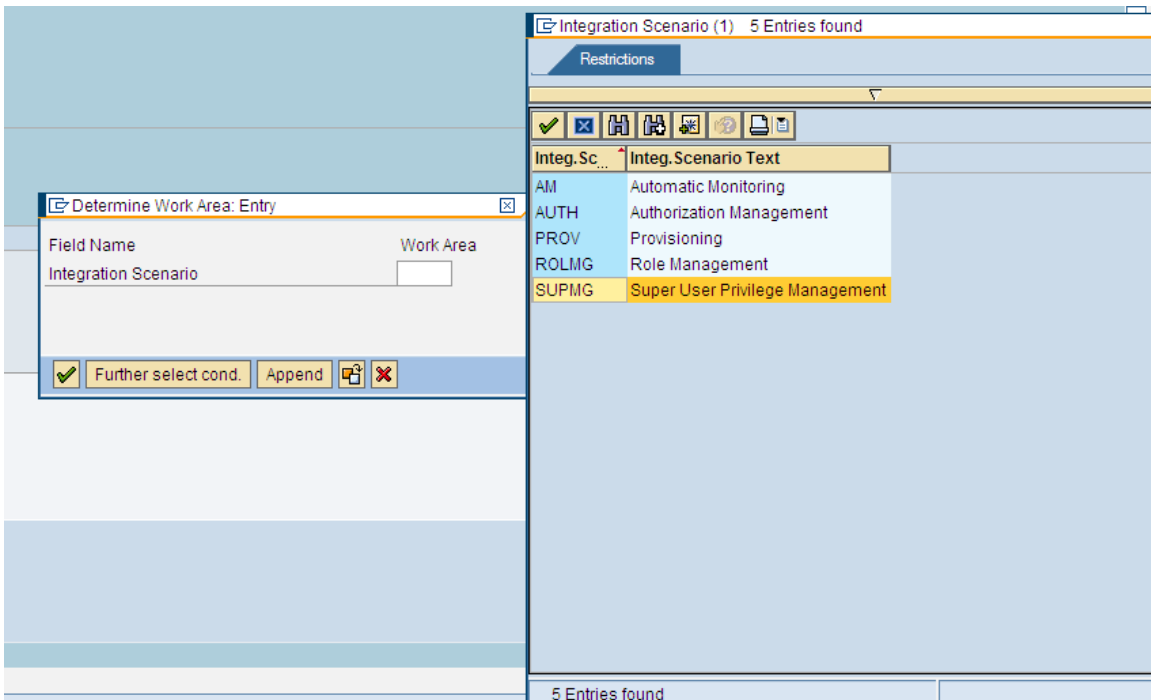 Integration Scenario (1) 5 Entries found
Restrictions
Integ.Sc... Integ.Scenario Text
AM Automatic Monitoring
AUTH Authorization Management
PROV Provisioning
ROLMG Role Management
SUPMG Super User Privilege Management
5 Entries found
Determine Work Area: Entry
Field Name Work Area
Integration Scenario
Further select cond. Append